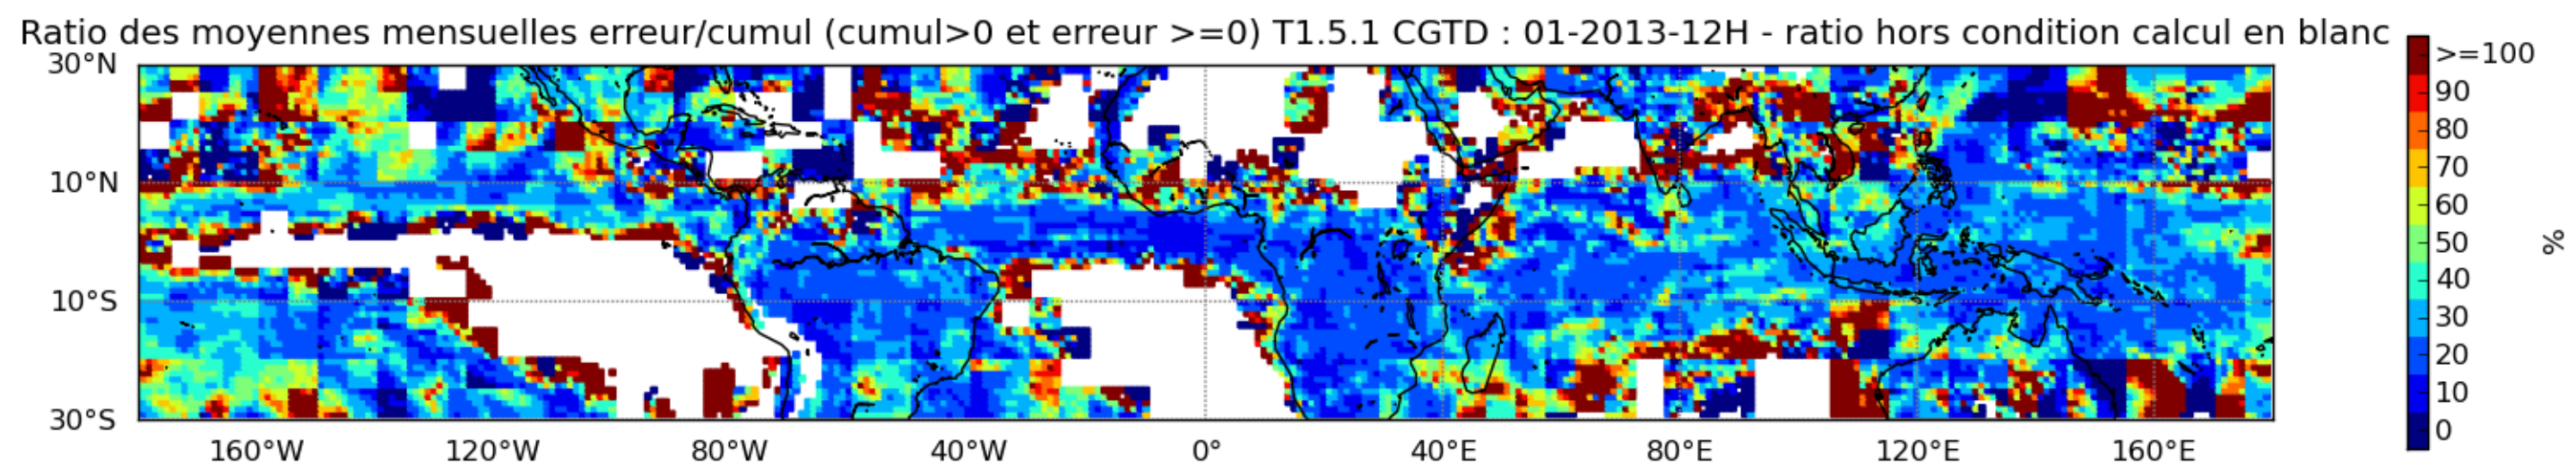 Ratio des moyennes mensuelles erreur/cumul (cumul>0 et erreur >=0) T1.5.1 CGTD : 01-2013-12H - ratio hors condition calcul en blanc
30°N
10°N
10°S
30°S
160°W 120°W 80°W 40°W 0° 40°E 80°E 120°E 160°E
>=100
90
80
70
60
50
40
30
20
10
0
%